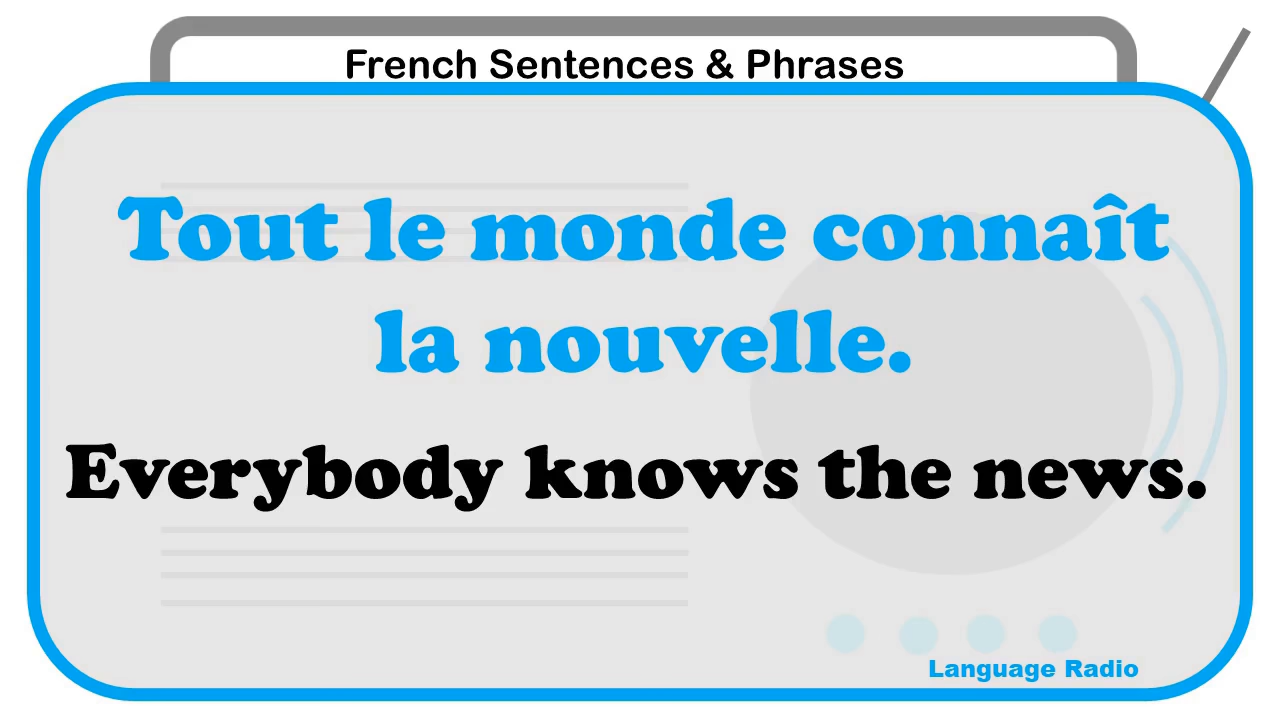 French Sentences & Phrases
Tout le monde connaît
la nouvelle.
Everybody knows the news.
Language Radio